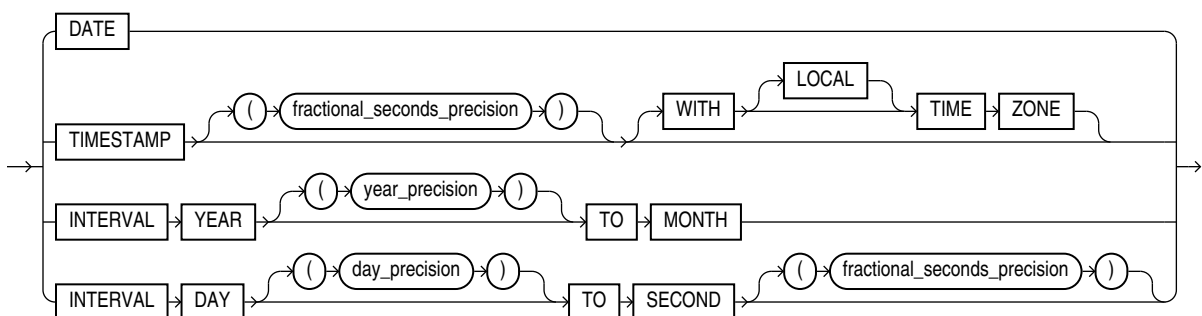 DATE
LOCAL
( fractional_seconds_precision ) WITH TIME ZONE
TIMESTAMP
( year_precision )
INTERVAL YEAR TO MONTH
( day_precision ) ( fractional_seconds_precision )
INTERVAL DAY TO SECOND